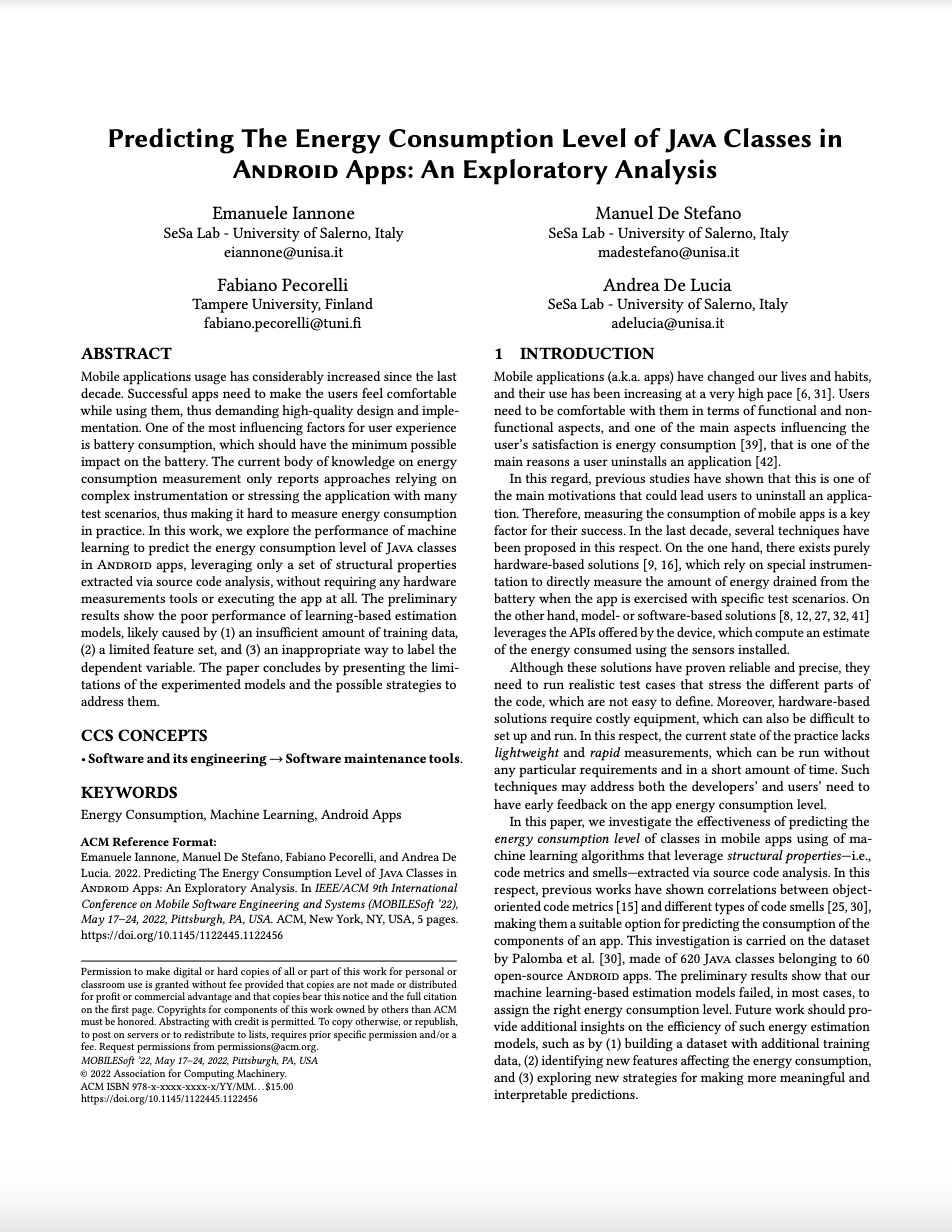 Predicting The Energy Consumption Level of Java Classes in
Android Apps: An Exploratory Analysis
Emanuele Iannone
SeSa Lab - University of Salerno, Italy
eiannone@unisa.it
Manuel De Stefano
SeSa Lab - University of Salerno, Italy
madestefano@unisa.it
Fabiano Pecorelli
Tampere University, Finland
fabiano.pecorelli@tuni.fi
Andrea De Lucia
SeSa Lab - University of Salerno, Italy
adelucia@unisa.it
ABSTRACT
Mobile applications usage has considerably increased since the last
decade. Successful apps need to make the users feel comfortable
while using them, thus demanding high-quality design and imple-
mentation. One of the most influencing factors for user experience
is battery consumption, which should have the minimum possible
impact on the battery. The current body of knowledge on energy
consumption measurement only reports approaches relying on
complex instrumentation or stressing the application with many
test scenarios, thus making it hard to measure energy consumption
in practice. In this work, we explore the performance of machine
learning to predict the energy consumption level of Java classes
in Android apps, leveraging only a set of structural properties
extracted via source code analysis, without requiring any hardware
measurements tools or executing the app at all. The preliminary
results show the poor performance of learning-based estimation
models, likely caused by (1) an insufficient amount of training data,
(2) a limited feature set, and (3) an inappropriate way to label the
dependent variable. The paper concludes by presenting the limi-
tations of the experimented models and the possible strategies to
address them.
CCS CONCEPTS
• Software and its engineering → Software maintenance tools.
KEYWORDS
Energy Consumption, Machine Learning, Android Apps
ACM Reference Format:
Emanuele Iannone, Manuel De Stefano, Fabiano Pecorelli, and Andrea De
Lucia. 2022. Predicting The Energy Consumption Level of Java Classes in
Android Apps: An Exploratory Analysis. In IEEE/ACM 9th International
Conference on Mobile Software Engineering and Systems (MOBILESoft '22),
May 17–24, 2022, Pittsburgh, PA, USA. ACM, New York, NY, USA, 5 pages.
https://doi.org/10.1145/1122445.1122456
Permission to make digital or hard copies of all or part of this work for personal or
classroom use is granted without fee provided that copies are not made or distributed
for profit or commercial advantage and that copies bear this notice and the full citation
on the first page. Copyrights for components of this work owned by others than ACM
must be honored. Abstracting with credit is permitted. To copy otherwise, or republish,
to post on servers or to redistribute to lists, requires prior specific permission and/or a
fee. Request permissions from permissions@acm.org.
MOBILESoft '22, May 17–24, 2022, Pittsburgh, PA, USA
© 2022 Association for Computing Machinery.
ACM ISBN 978-x-xxxx-xxxx-x/YY/MM...$15.00
https://doi.org/10.1145/1122445.1122456
1 INTRODUCTION
Mobile applications (a.k.a. apps) have changed our lives and habits,
and their use has been increasing at a very high pace [6, 31]. Users
need to be comfortable with them in terms of functional and non-
functional aspects, and one of the main aspects influencing the
user's satisfaction is energy consumption [39], that is one of the
main reasons a user uninstalls an application [42].
In this regard, previous studies have shown that this is one of
the main motivations that could lead users to uninstall an applica-
tion. Therefore, measuring the consumption of mobile apps is a key
factor for their success. In the last decade, several techniques have
been proposed in this respect. On the one hand, there exists purely
hardware-based solutions [9, 16], which rely on special instrumen-
tation to directly measure the amount of energy drained from the
battery when the app is exercised with specific test scenarios. On
the other hand, model- or software-based solutions [8, 12, 27, 32, 41]
leverages the APIs offered by the device, which compute an estimate
of the energy consumed using the sensors installed.
Although these solutions have proven reliable and precise, they
need to run realistic test cases that stress the different parts of
the code, which are not easy to define. Moreover, hardware-based
solutions require costly equipment, which can also be difficult to
set up and run. In this respect, the current state of the practice lacks
lightweight and rapid measurements, which can be run without
any particular requirements and in a short amount of time. Such
techniques may address both the developers' and users' need to
have early feedback on the app energy consumption level.
In this paper, we investigate the effectiveness of predicting the
energy consumption level of classes in mobile apps using of ma-
chine learning algorithms that leverage structural properties—i.e.,
code metrics and smells—extracted via source code analysis. In this
respect, previous works have shown correlations between object-
oriented code metrics [15] and different types of code smells [25, 30],
making them a suitable option for predicting the consumption of the
components of an app. This investigation is carried on the dataset
by Palomba et al. [30], made of 620 Java classes belonging to 60
open-source Android apps. The preliminary results show that our
machine learning-based estimation models failed, in most cases, to
assign the right energy consumption level. Future work should pro-
vide additional insights on the efficiency of such energy estimation
models, such as by (1) building a dataset with additional training
data, (2) identifying new features affecting the energy consumption,
and (3) exploring new strategies for making more meaningful and
interpretable predictions.